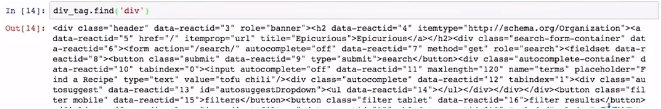 In [14]: div_tag.find('div')
Out[14]: <div class="header" data-reactid="3" role="banner"><h2 data-reactid="4" itemtype="http://schema.org/Organization"><a
data-reactid="5" href="/" itemprop="url" title="Epicurious">Epicurious</a></h2><div class="search-form-container" dat
a-reactid="6"><form action="/search/" autocomplete="off" data-reactid="7" method="get" role="search"><fieldset data-r
eactid="8"><button class="submit" data-reactid="9" type="submit">search</button><div class="autocomplete-container" d
ata-reactid="10" tabindex="0"><input autocomplete="off" data-reactid="11" maxlength="120" name="terms" placeholder="F
ind a Recipe" type="text" value="tofu chili"/><div class="autocomplete" data-reactid="12" tabindex="1"><div class="au
tosuggest" data-reactid="13" id="autosuggestDropdown"><ul data-reactid="14"></ul></div></div></div><button class="fil
ter mobile" data-reactid="15">filters</button><button class="filter tablet" data-reactid="16">filter results</button>